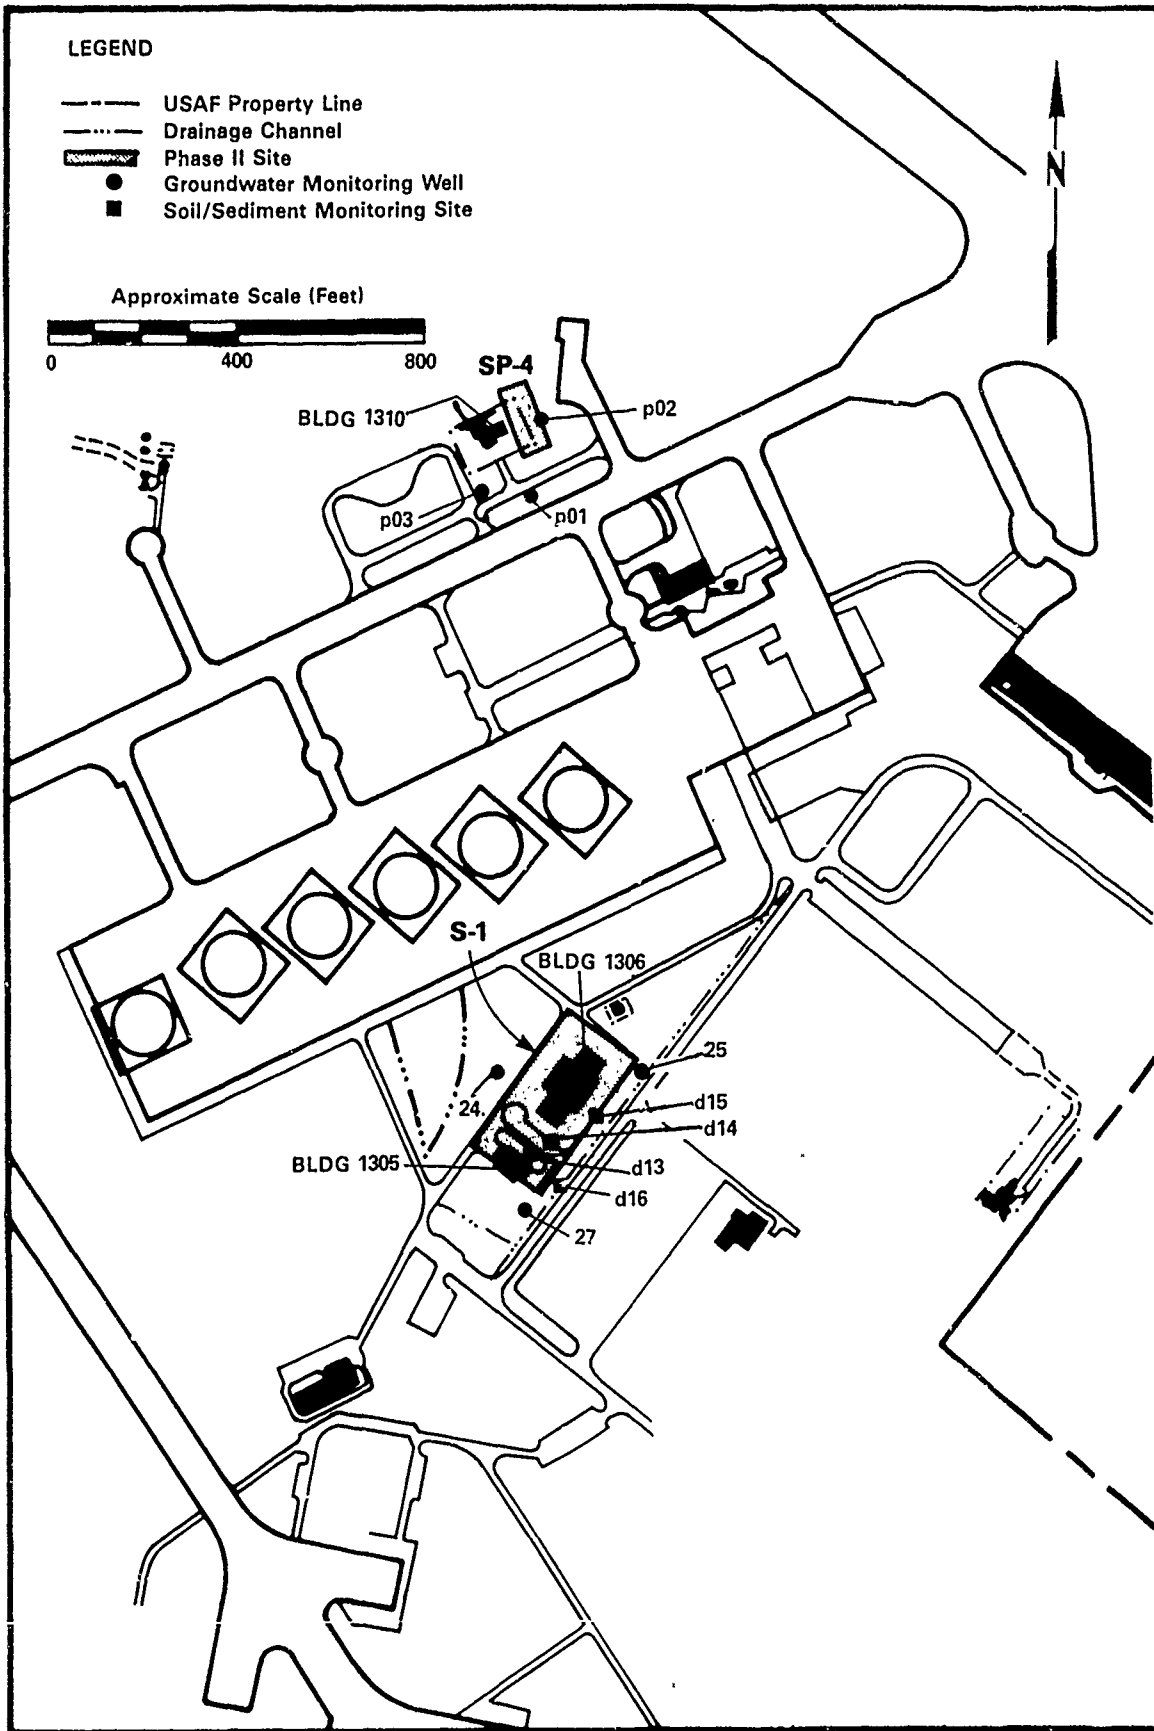 LEGEND
USAF Property Line
Drainage Channel
Phase II Site
Groundwater Monitoring Well
Soil/Sediment Monitoring Site
N
Approximate Scale (Feet)
0 400 800
SP-4
BLDG 1310
p02
p03
p01
S-1
BLDG 1306
25
24
d15
d14
BLDG 1305
d13
d16
27